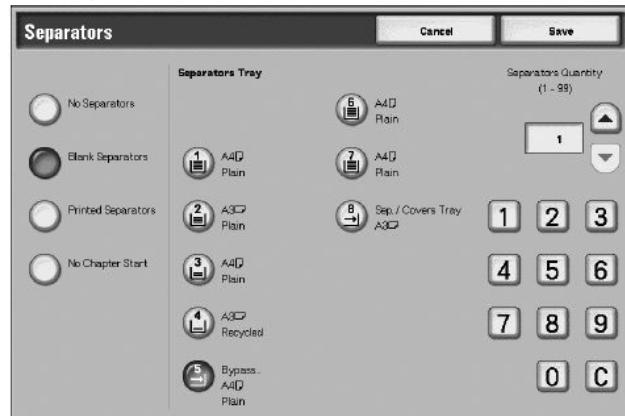 Separators
Cancel
Save
Separators Tray
Separators Quantity
(1 - 99)
No Separators
Blank Separators
Printed Separators
No Chapter Start
1
A4
Plain
2
A3
Plain
3
A4
Plain
4
A3
Recycled
5
Bypass..
A4
Plain
6
A4
Plain
7
A4
Plain
8
Sep. / Covers Tray
A3
1
1 2 3
4 5 6
7 8 9
0 C